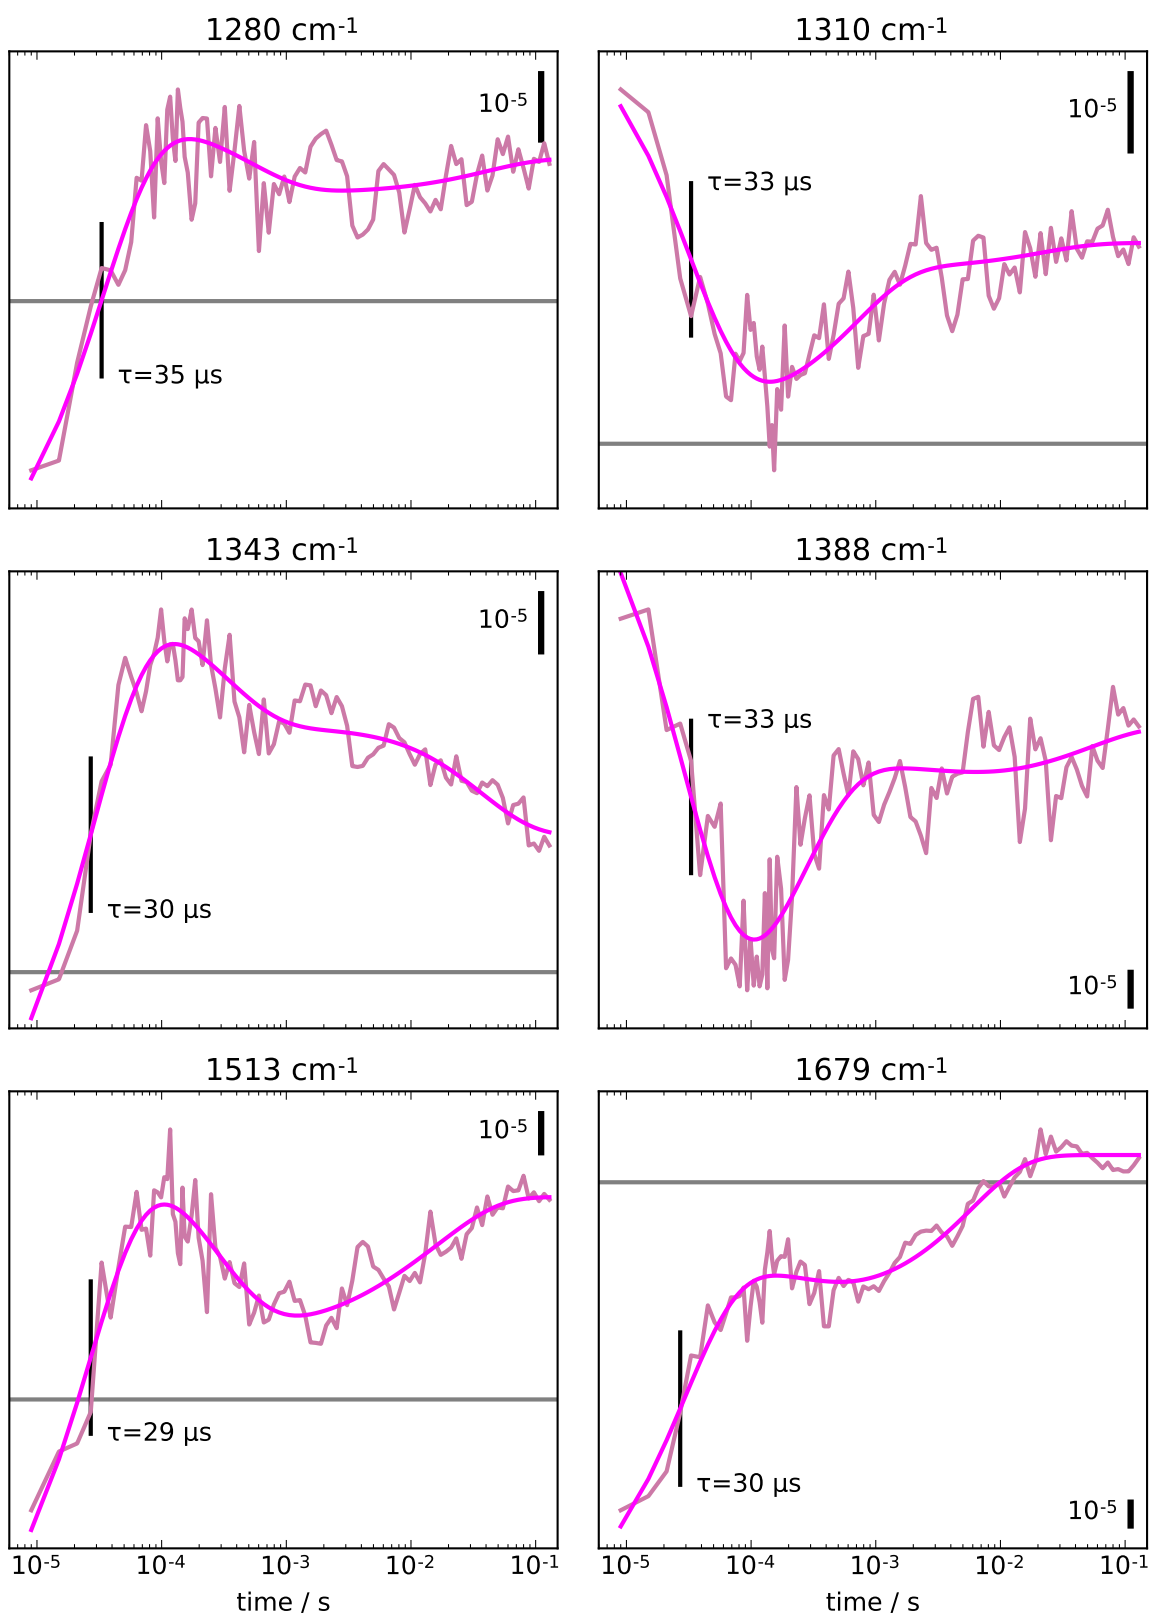 1280 cm⁻¹
10⁻⁵
τ=35 µs
1310 cm⁻¹
10⁻⁵
τ=33 µs
1343 cm⁻¹
10⁻⁵
τ=30 µs
1388 cm⁻¹
τ=33 µs
10⁻⁵
1513 cm⁻¹
10⁻⁵
τ=29 µs
10⁻⁵ 10⁻⁴ 10⁻³ 10⁻² 10⁻¹
time / s
1679 cm⁻¹
τ=30 µs
10⁻⁵
10⁻⁵ 10⁻⁴ 10⁻³ 10⁻² 10⁻¹
time / s